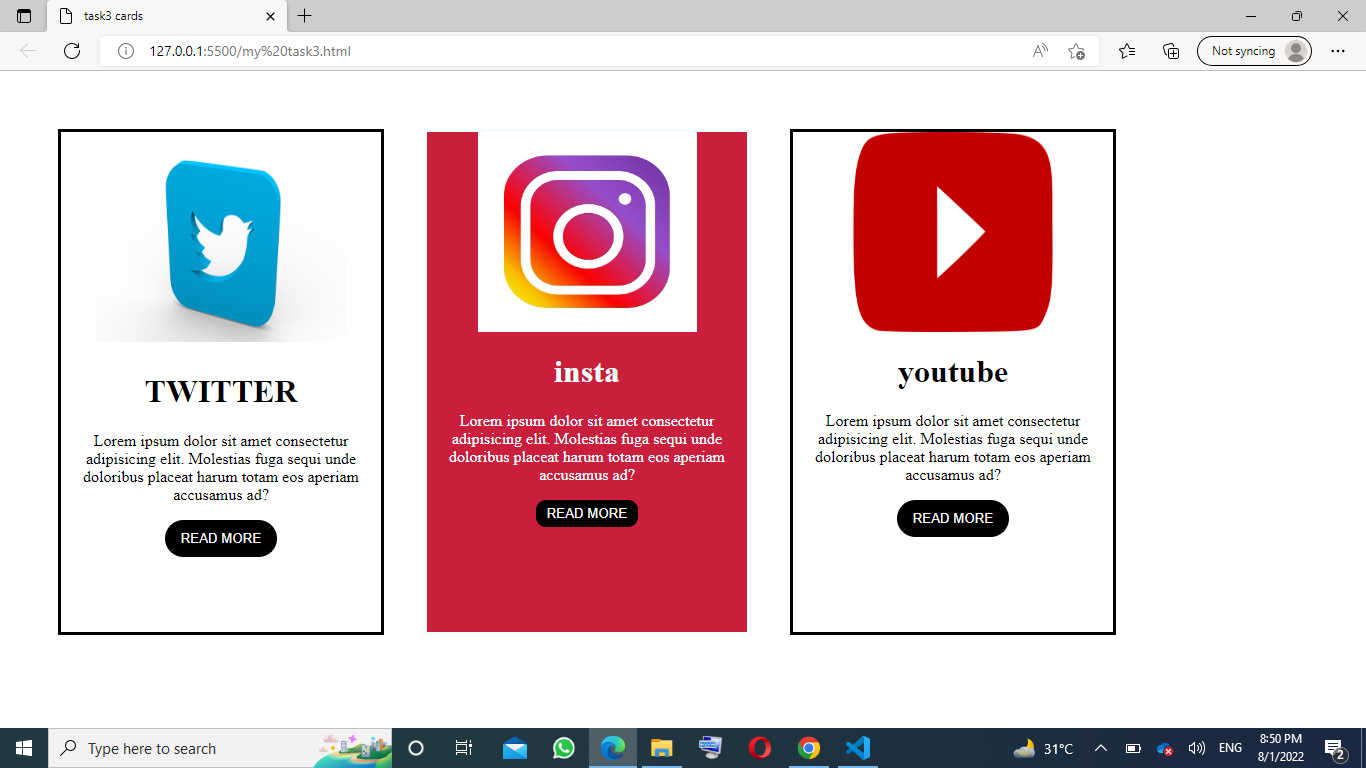 task3 cards
127.0.0.1:5500/my%20task3.html
Not syncing
TWITTER
Lorem ipsum dolor sit amet consectetur
adipisicing elit. Molestias fuga sequi unde
doloribus placeat harum totam eos aperiam
accusamus ad?
READ MORE
insta
Lorem ipsum dolor sit amet consectetur
adipisicing elit. Molestias fuga sequi unde
doloribus placeat harum totam eos aperiam
accusamus ad?
READ MORE
youtube
Lorem ipsum dolor sit amet consectetur
adipisicing elit. Molestias fuga sequi unde
doloribus placeat harum totam eos aperiam
accusamus ad?
READ MORE
Type here to search
31°C
ENG
8:50 PM
8/1/2022
2